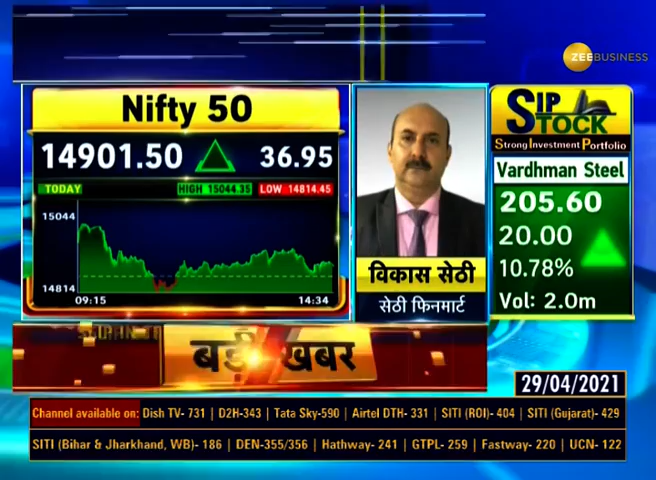 ZEEBUSINESS
Nifty 50
14901.50 36.95
TODAY HIGH 15044.35 LOW 14814.45
15044
14814
09:15 14:34
विकास सेठी
सेठी फिनमार्ट
SIP
STOCK
Strong Investment Portfolio
Vardhman Steel
205.60
20.00
10.78%
Vol: 2.0m
बड़ी खबर
29/04/2021
Channel available on: Dish TV- 731 | D2H-343 | Tata Sky-590 | Airtel DTH- 331 | SITI (ROI)- 404 | SITI (Gujarat)- 429
SITI (Bihar & Jharkhand, WB)- 186 | DEN-355/356 | Hathway- 241 | GTPL- 259 | Fastway- 220 | UCN- 122